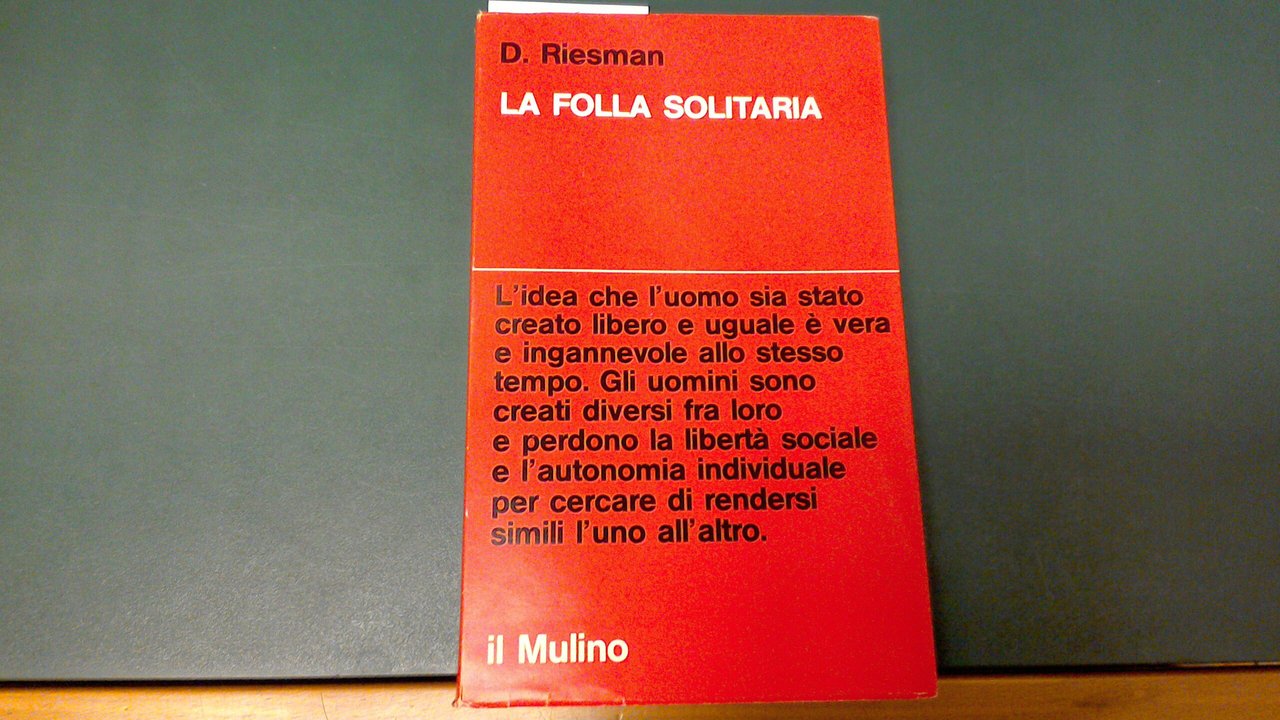 D. Riesman
LA FOLLA SOLITARIA
L'idea che l'uomo sia stato
creato libero e uguale è vera
e ingannevole allo stesso
tempo. Gli uomini sono
creati diversi fra loro
e perdono la libertà sociale
e l'autonomia individuale
per cercare di rendersi
simili l'uno all'altro.
il Mulino